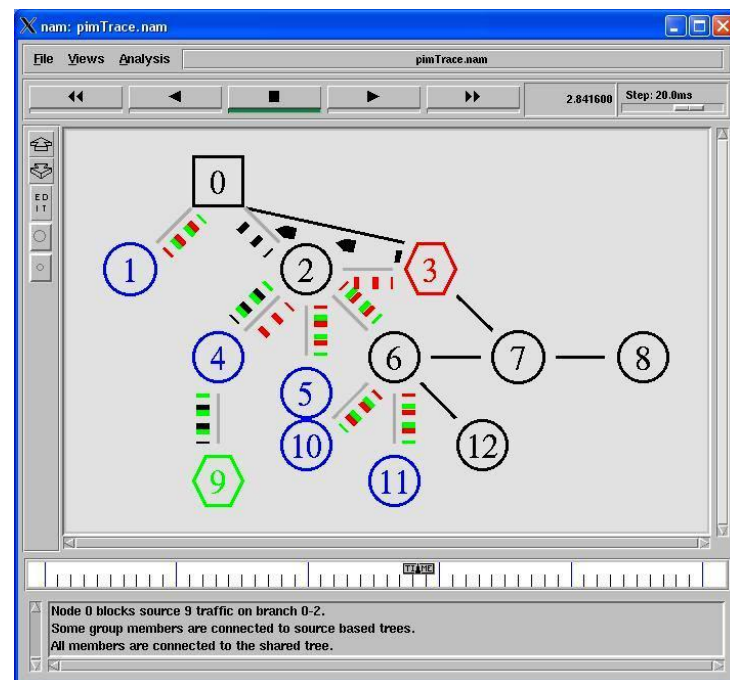 nam: pimTrace.nam
File Views Analysis pimTrace.nam
2.841600 Step: 20.0ms
ED
IT
0
1 2 3
4 6 7 8
5
10 12
9 11
TIME
Node 0 blocks source 9 traffic on branch 0-2.
Some group members are connected to source based trees.
All members are connected to the shared tree.